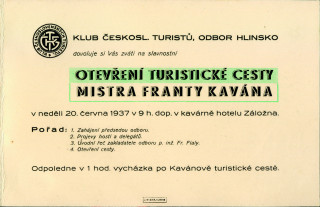 KLUB ČESKOSL. TURISTŮ, ODBOR HLINSKO
dovoluje si Vás zváti na slavnostní
OTEVŘENÍ TURISTICKÉ CESTY
MISTRA FRANTY KAVÁNA
v neděli 20. června 1937 v 9 h. dop. v kavárně hotelu Záložna.
Pořad:
1. Zahájení předsedou odboru.
2. Projevy hostí a delegátů.
3. Úvodní řeč zakladatele odboru p. inž. Fr. Fialy.
4. Otevření cesty.
Odpoledne v 1 hod. vycházka po Kavánově turistické cestě.